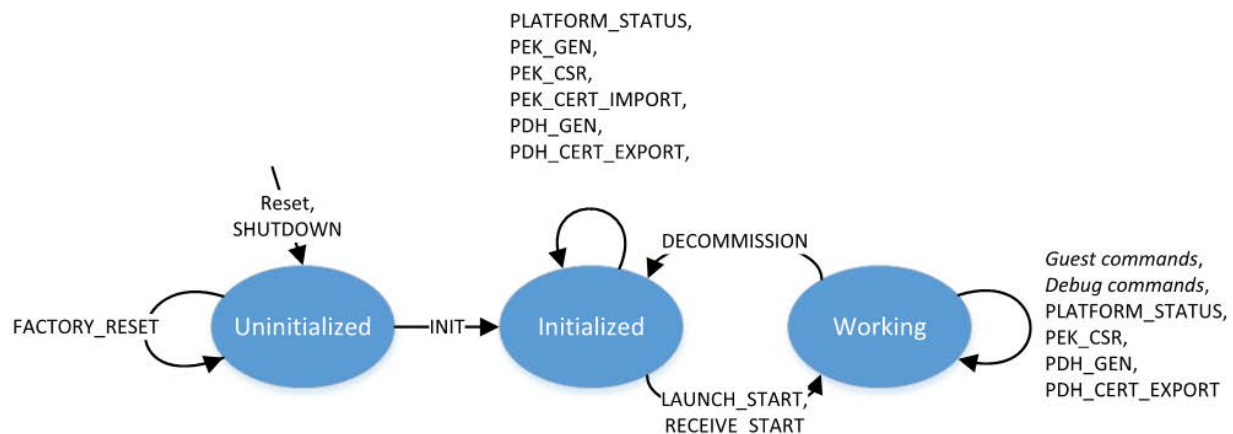 PLATFORM_STATUS,
PEK_GEN,
PEK_CSR,
PEK_CERT_IMPORT,
PDH_GEN,
PDH_CERT_EXPORT,
Reset,
SHUTDOWN
DECOMMISSION
Guest commands,
Debug commands,
PLATFORM_STATUS,
PEK_CSR,
PDH_GEN,
PDH_CERT_EXPORT
FACTORY_RESET
Uninitialized
INIT
Initialized
Working
LAUNCH_START,
RECEIVE_START